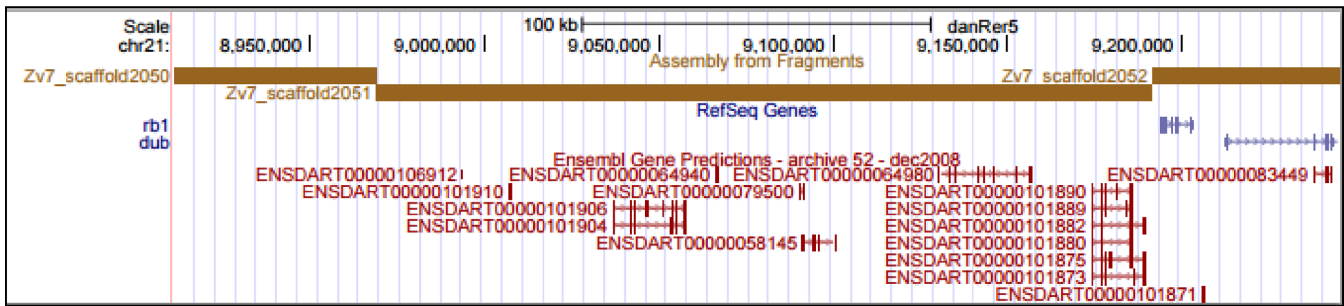 Scale 100 kb danRer5
chr21: 8,950,000 9,000,000 9,050,000 9,100,000 9,150,000 9,200,000
Assembly from Fragments
Zv7_scaffold2050 Zv7_scaffold2052
Zv7_scaffold2051
RefSeq Genes
rb1
dub
Ensembl Gene Predictions - archive 52 - dec2008
ENSDART00000106912 ENSDART00000064940 ENSDART00000064980 ENSDART00000083449
ENSDART00000101910 ENSDART00000079500 ENSDART00000101890
ENSDART00000101906 ENSDART00000101889
ENSDART00000101904 ENSDART00000101882
ENSDART00000058145 ENSDART00000101880
ENSDART00000101875
ENSDART00000101873
ENSDART00000101871